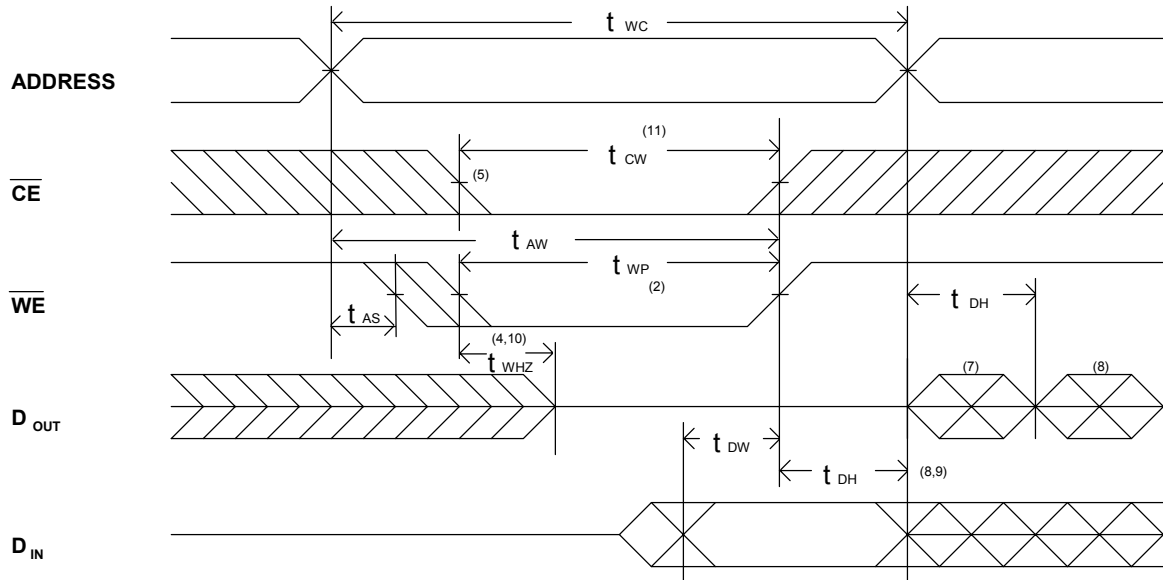 t WC
ADDRESS
(11)
t CW
CE
(5)
t AW
t WP
(2)
WE
t DH
t AS
(4,10)
t WHZ
(7)
(8)
D OUT
t DW
t DH
(8,9)
D IN